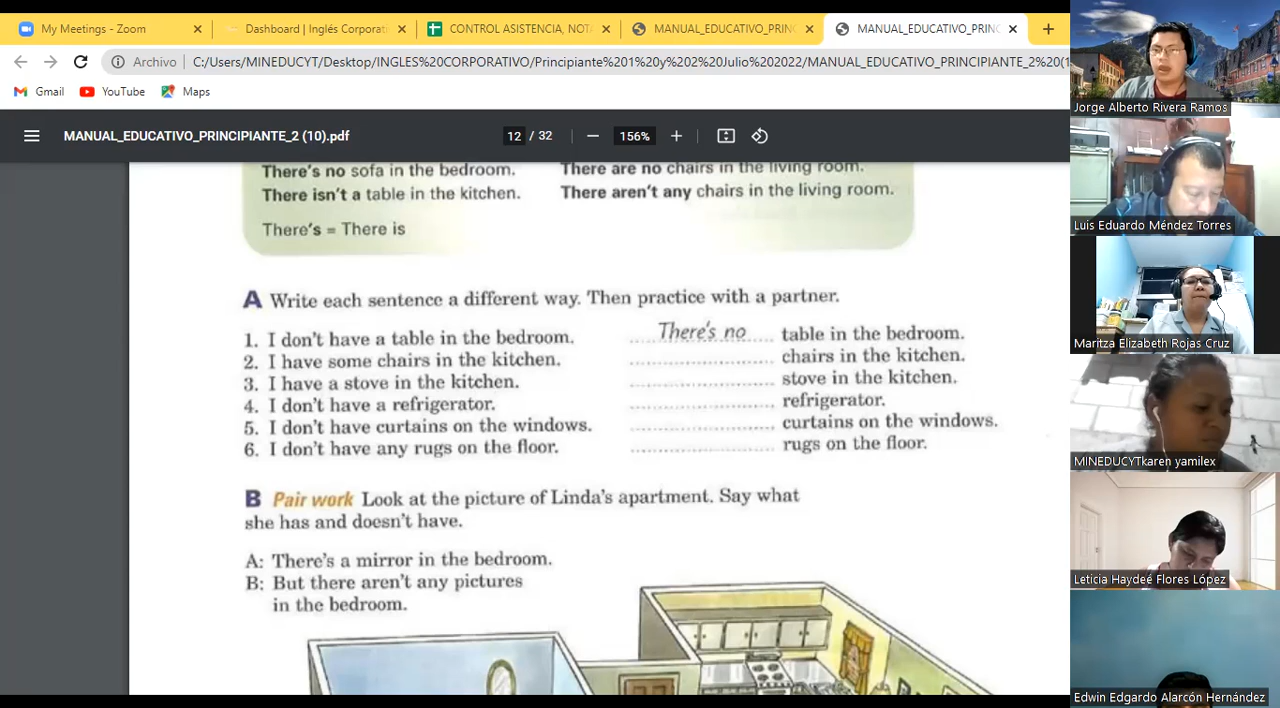 My Meetings - Zoom
Dashboard | Inglés Corporat
CONTROL ASISTENCIA, NOT
MANUAL_EDUCATIVO_PRINC
MANUAL_EDUCATIVO_PRINC
Archivo
C:/Users/MINEDUCYT/Desktop/INGLES%20CORPORATIVO/Principiante%201%20y%202%20Julio%202022/MANUAL_EDUCATIVO_PRINCIPIANTE_2%20(1
Gmail
YouTube
Maps
MANUAL_EDUCATIVO_PRINCIPIANTE_2 (10).pdf
12 / 32
156%
There's no sofa in the bedroom.
There are no chairs in the living room.
There isn't a table in the kitchen.
There aren't any chairs in the living room.
There's = There is
A Write each sentence a different way. Then practice with a partner.
1. I don't have a table in the bedroom. There's no table in the bedroom.
2. I have some chairs in the kitchen. chairs in the kitchen.
3. I have a stove in the kitchen. stove in the kitchen.
4. I don't have a refrigerator. refrigerator.
5. I don't have curtains on the windows. curtains on the windows.
6. I don't have any rugs on the floor. rugs on the floor.
B Pair work Look at the picture of Linda's apartment. Say what
she has and doesn't have.
A: There's a mirror in the bedroom.
B: But there aren't any pictures
in the bedroom.
Jorge Alberto Rivera Ramos
Luis Eduardo Méndez Torres
Maritza Elizabeth Rojas Cruz
MINEDUCYTkaren yamilex
Leticia Haydeé Flores López
Edwin Edgardo Alarcón Hernández